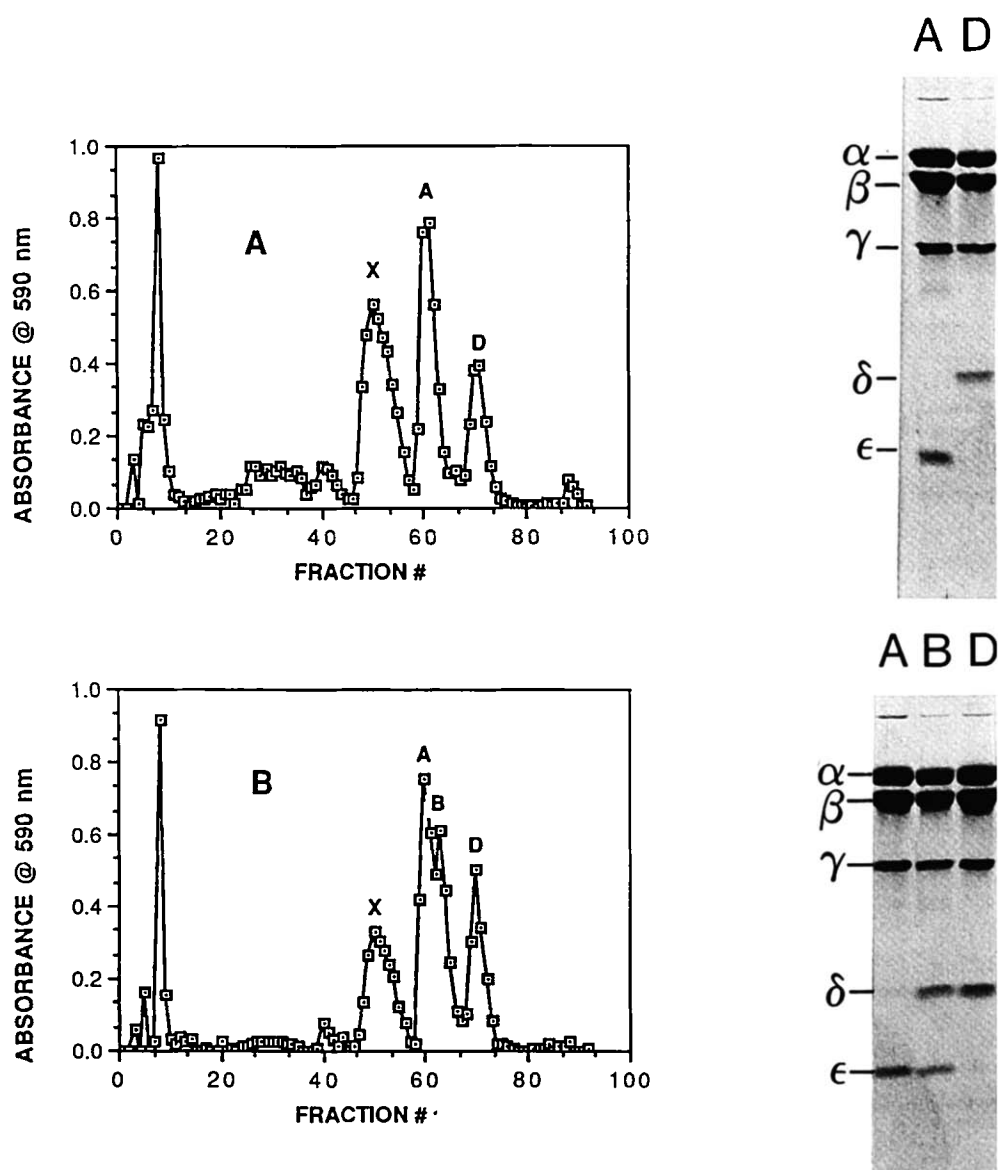 A D
α
β
γ
δ
ϵ
ABSORBANCE @ 590 nm
1.0
0.8
0.6
0.4
0.2
0.0
A
X
A
D
0 20 40 60 80 100
FRACTION #
A B D
α
β
γ
δ
ϵ
ABSORBANCE @ 590 nm
1.0
0.8
0.6
0.4
0.2
0.0
B
X
A
B
D
0 20 40 60 80 100
FRACTION #